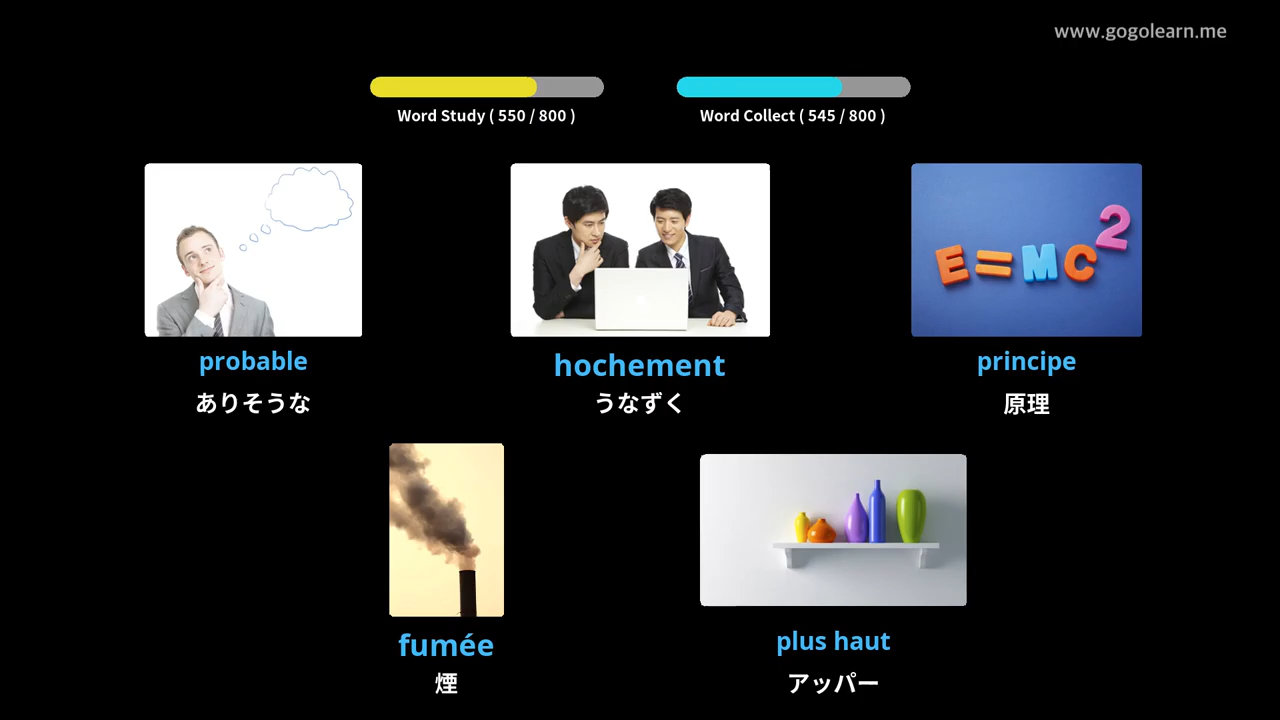 www.gogolearn.me
Word Study ( 550 / 800 )
Word Collect ( 545 / 800 )
E=MC2
probable
ありそうな
hochement
うなずく
principe
原理
fumée
煙
plus haut
アッパー